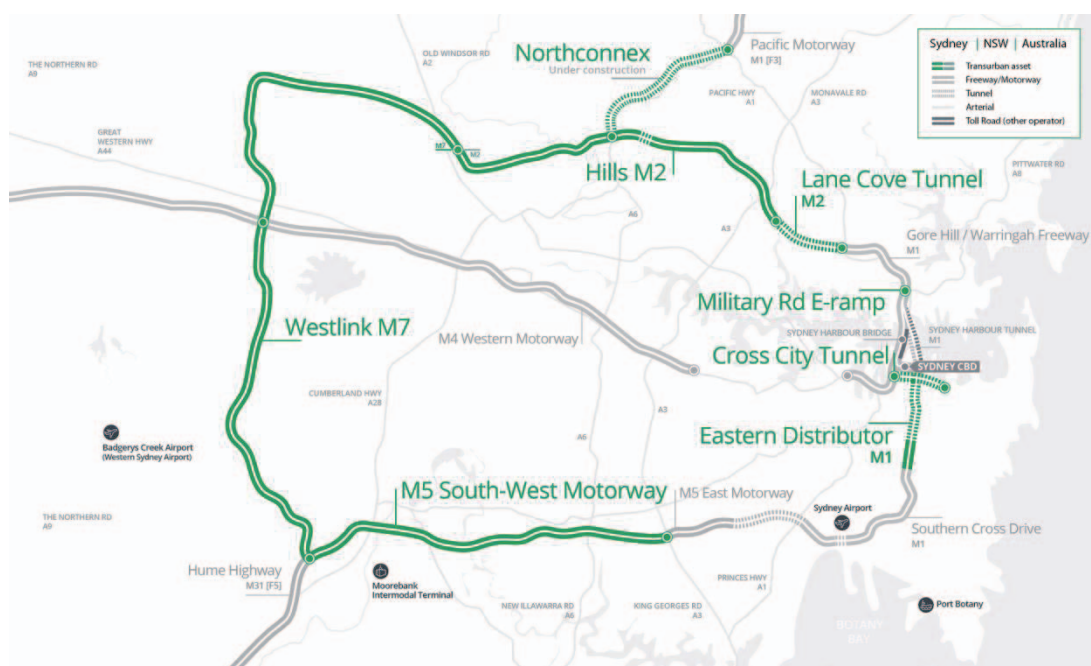 Northconnex
Under construction
Pacific Motorway
M1 [F3]
Sydney | NSW | Australia
Transurban asset
Freeway/Motorway
Tunnel
Arterial
Toll Road (other operator)
OLD WINDSOR RD
A2
THE NORTHERN RD
A9
PACIFIC HWY
A1
MONAVALE RD
A3
GREAT
WESTERN HWY
A44
M7
M2
PITTWATER RD
A8
Hills M2
Lane Cove Tunnel
M2
A6
A3
Gore Hill / Warringah Freeway
M1
Military Rd E-ramp
Westlink M7
M4 Western Motorway
SYDNEY HARBOUR BRIDGE
SYDNEY HARBOUR TUNNEL
M1
Cross City Tunnel
SYDNEY CBD
CUMBERLAND HWY
A28
A3
Badgerys Creek Airport
(Western Sydney Airport)
A6
Eastern Distributor
M1
M5 South-West Motorway
M5 East Motorway
THE NORTHERN RD
A9
Sydney Airport
Southern Cross Drive
M1
Hume Highway
M31 [F5]
Moorebank
Intermodal Terminal
PRINCES HWY
A1
NEW ILLAWARRA RD
A6
KING GEORGES RD
A3
Port Botany
BOTANY
BAY